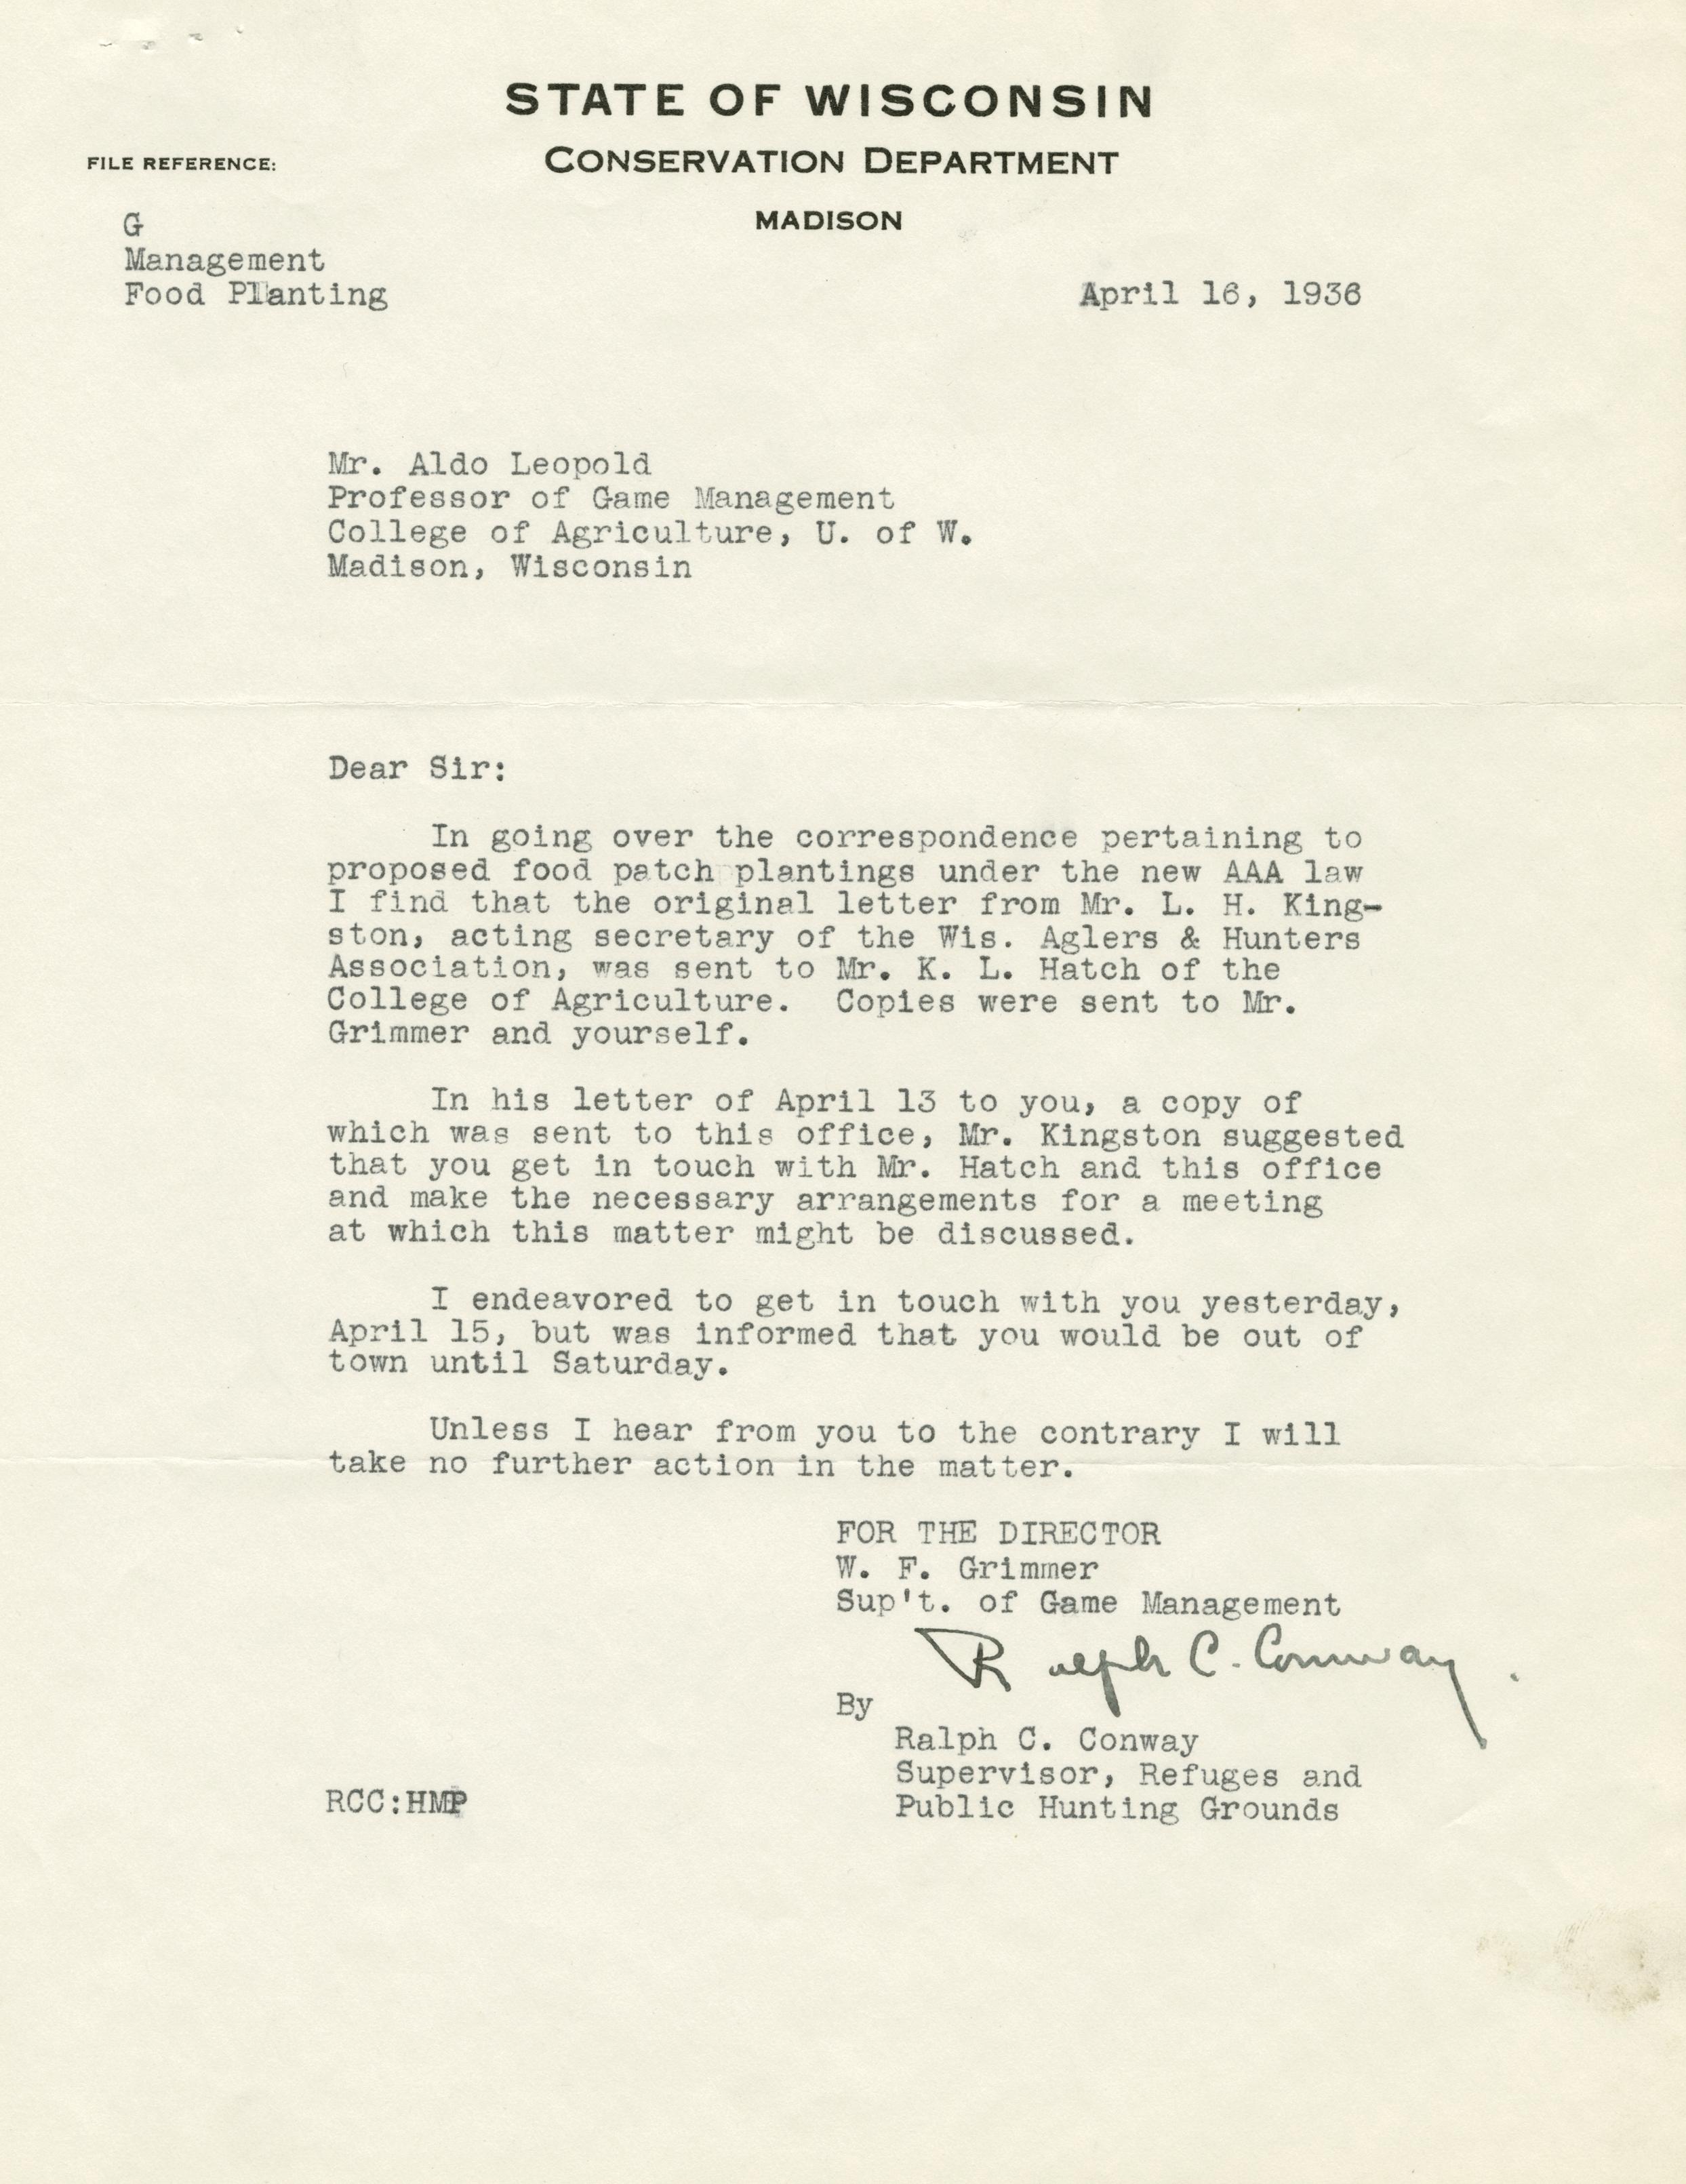 STATE OF WISCONSIN
CONSERVATION DEPARTMENT
MADISON
FILE REFERENCE:
G
Management
Food Planting
April 16, 1936
Mr. Aldo Leopold
Professor of Game Management
College of Agriculture, U. of W.
Madison, Wisconsin
Dear Sir:
In going over the correspondence pertaining to
proposed food patch plantings under the new AAA law
I find that the original letter from Mr. L. H. King-
ston, acting secretary of the Wis. Aglers & Hunters
Association, was sent to Mr. K. L. Hatch of the
College of Agriculture. Copies were sent to Mr.
Grimmer and yourself.
In his letter of April 13 to you, a copy of
which was sent to this office, Mr. Kingston suggested
that you get in touch with Mr. Hatch and this office
and make the necessary arrangements for a meeting
at which this matter might be discussed.
I endeavored to get in touch with you yesterday,
April 15, but was informed that you would be out of
town until Saturday.
Unless I hear from you to the contrary I will
take no further action in the matter.
FOR THE DIRECTOR
W. F. Grimmer
Sup't. of Game Management
Ralph C. Conway
By
Ralph C. Conway
Supervisor, Refuges and
Public Hunting Grounds
RCC:HMP